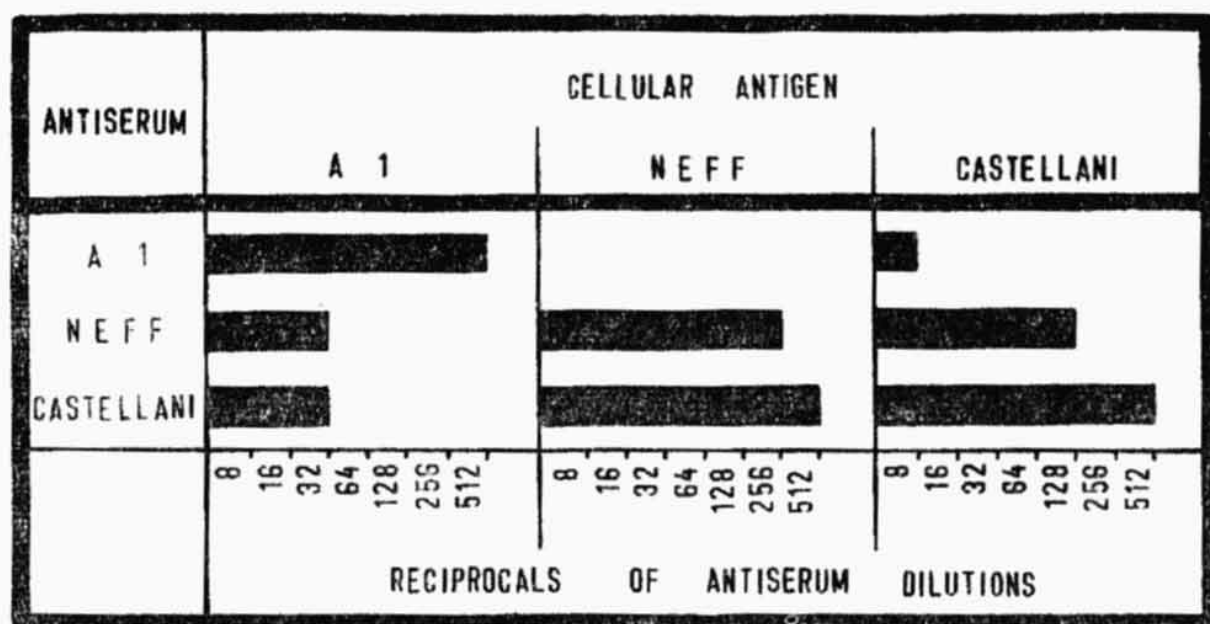 ANTISERUM
CELLULAR ANTIGEN
A 1 NEFF CASTELLANI
A 1
NEFF
CASTELLANI
8 16 32 64 128 256 512 8 16 32 64 128 256 512 8 16 32 64 128 256 512
RECIPROCALS OF ANTISERUM DILUTIONS